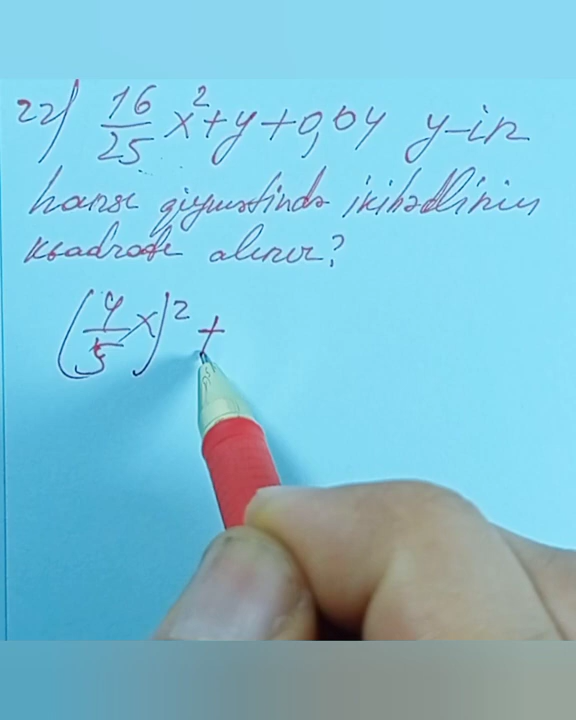 22) 16/25 x² + y + 0,04 y-in
hansı qiymətində ikihədlinin
kvadratı alınır?
(4/5 x)² +